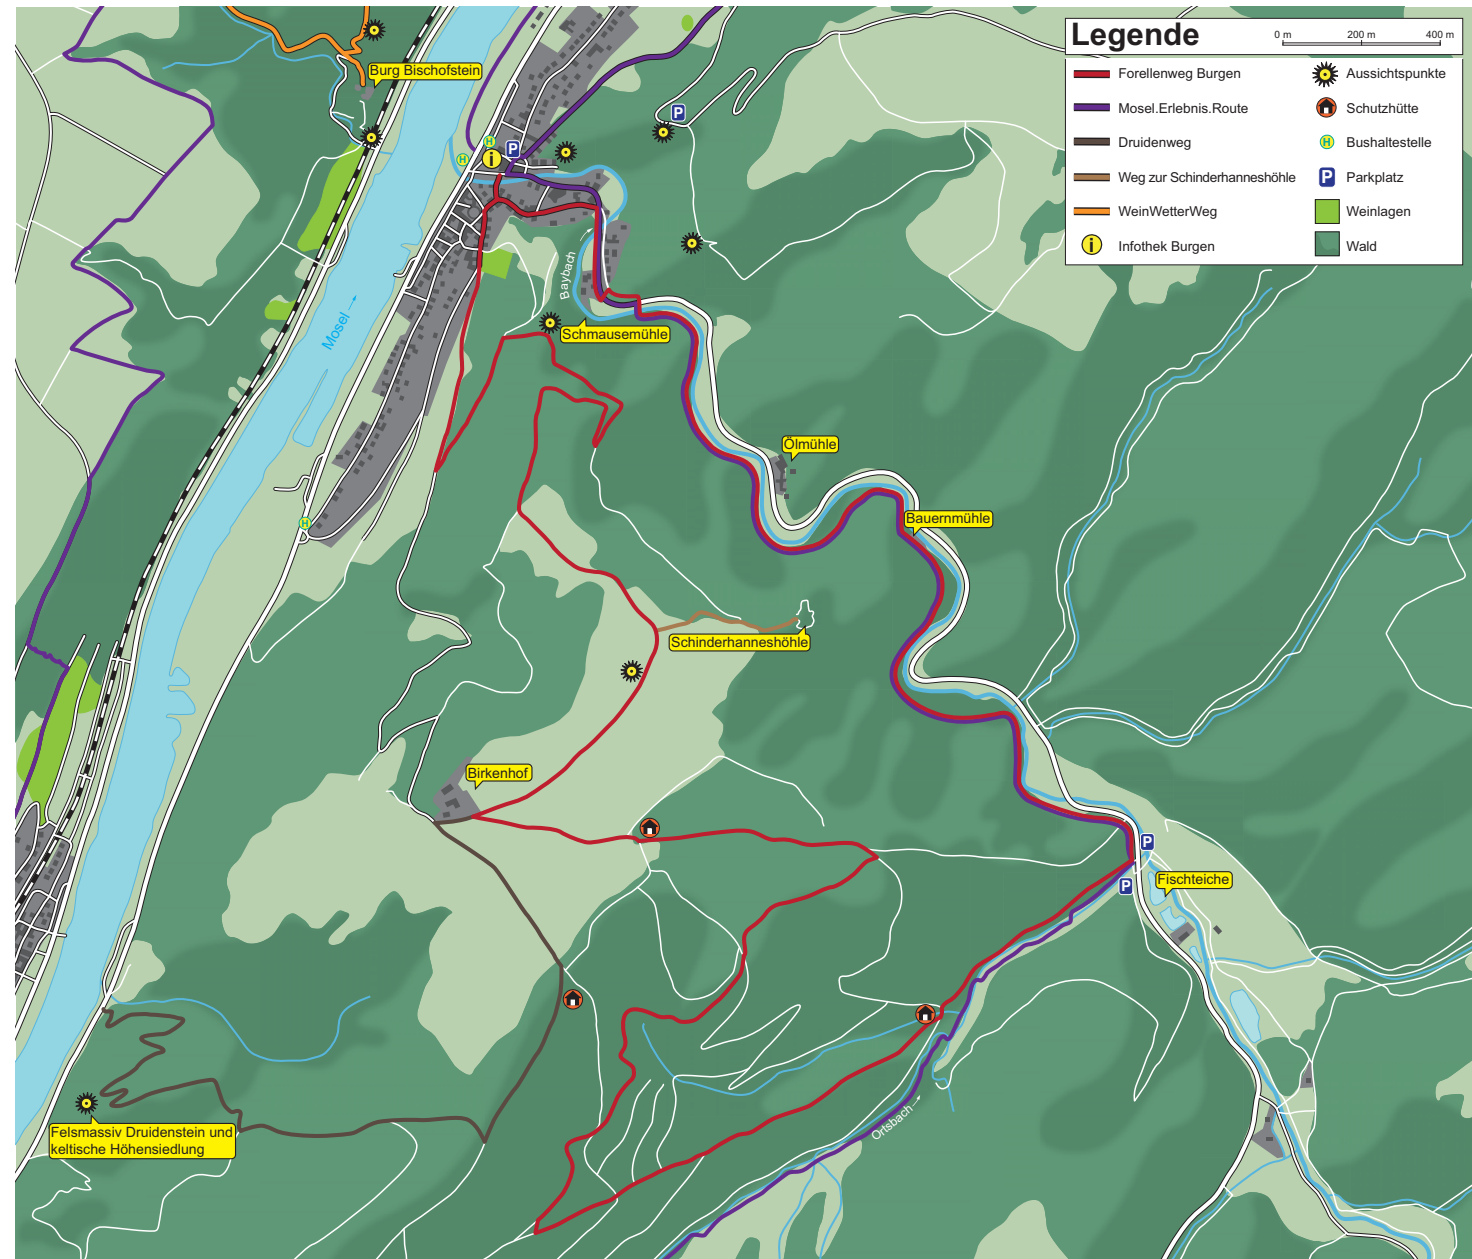 Legende
0 m 200 m 400 m
Forellenweg Burgen
Aussichtspunkte
Mosel.Erlebnis.Route
Schutzhütte
Druidenweg
H Bushaltestelle
Weg zur Schinderhanneshöhle
P Parkplatz
WeinWetterWeg
Weinlagen
i Infothek Burgen
Wald
Burg Bischofstein
P
H
P
H
i
Baybach
Mosel
Schmausemühle
Ölmühle
H
Bauernmühle
Schinderhanneshöhle
Birkenhof
P
P
Fischteiche
Ortsbach
Felsmassiv Druidenstein und
keltische Höhensiedlung